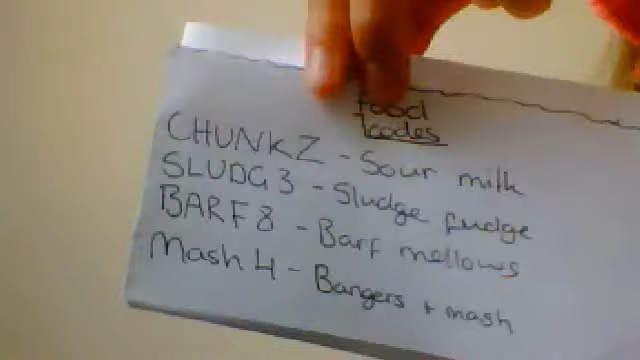 food
codes
CHUNKZ - Sour milk
SLUDG3 - Sludge fudge
BARF8 - Barf mellows
Mash4 - Bangers + mash